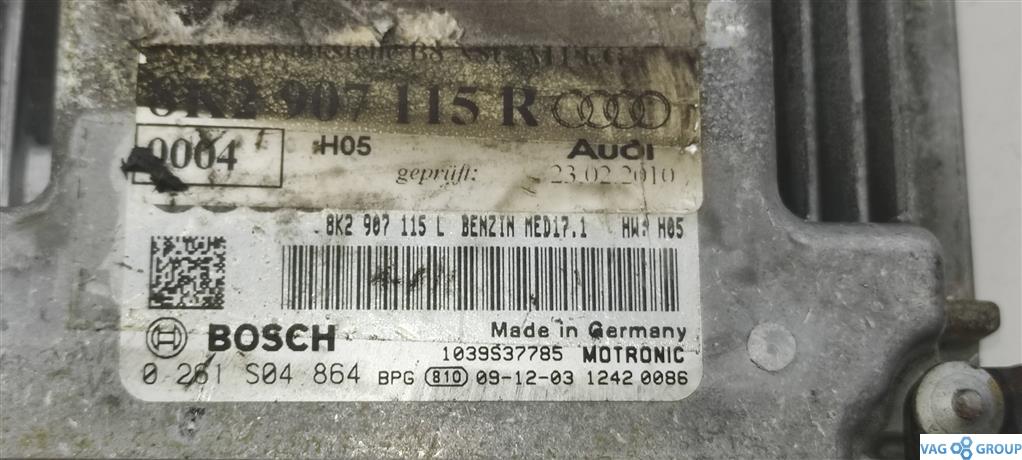 8K2 907 115 R
0004 H05 Audi
geprüft: 23.02.2010
8K2 907 115 L BENZIN MED17.1 HW: H05
BOSCH Made in Germany
1039S37785 MOTRONIC
0 261 S04 864 BPG 810 09-12-03 1242 0086
VAG GROUP